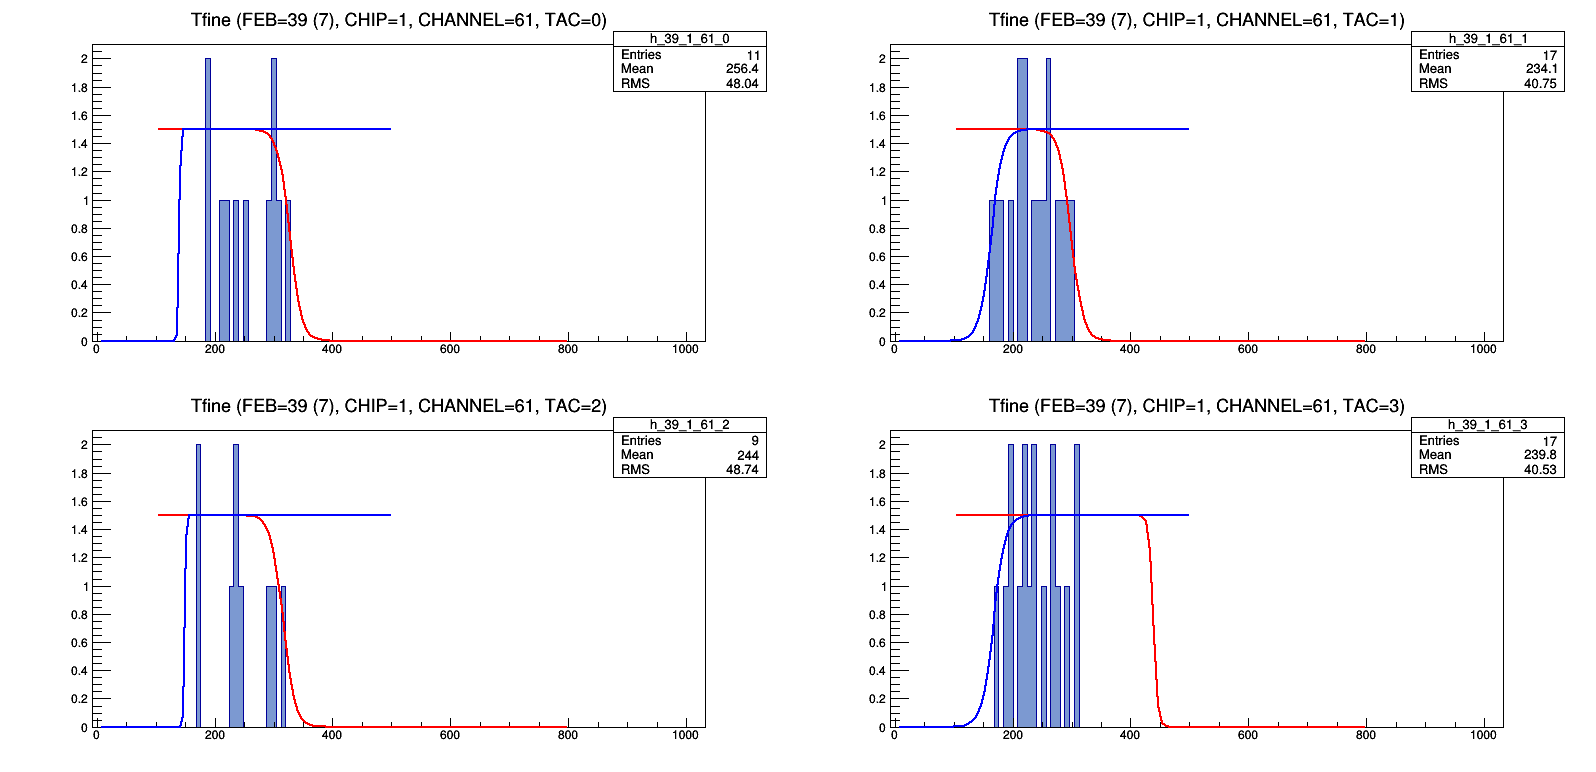 Tfine (FEB=39 (7), CHIP=1, CHANNEL=61, TAC=0)
h_39_1_61_0
Entries 11
Mean 256.4
RMS 48.04
2
1.8
1.6
1.4
1.2
1
0.8
0.6
0.4
0.2
0
0 200 400 600 800 1000
Tfine (FEB=39 (7), CHIP=1, CHANNEL=61, TAC=1)
h_39_1_61_1
Entries 17
Mean 234.1
RMS 40.75
2
1.8
1.6
1.4
1.2
1
0.8
0.6
0.4
0.2
0
0 200 400 600 800 1000
Tfine (FEB=39 (7), CHIP=1, CHANNEL=61, TAC=2)
h_39_1_61_2
Entries 9
Mean 244
RMS 48.74
2
1.8
1.6
1.4
1.2
1
0.8
0.6
0.4
0.2
0
0 200 400 600 800 1000
Tfine (FEB=39 (7), CHIP=1, CHANNEL=61, TAC=3)
h_39_1_61_3
Entries 17
Mean 239.8
RMS 40.53
2
1.8
1.6
1.4
1.2
1
0.8
0.6
0.4
0.2
0
0 200 400 600 800 1000